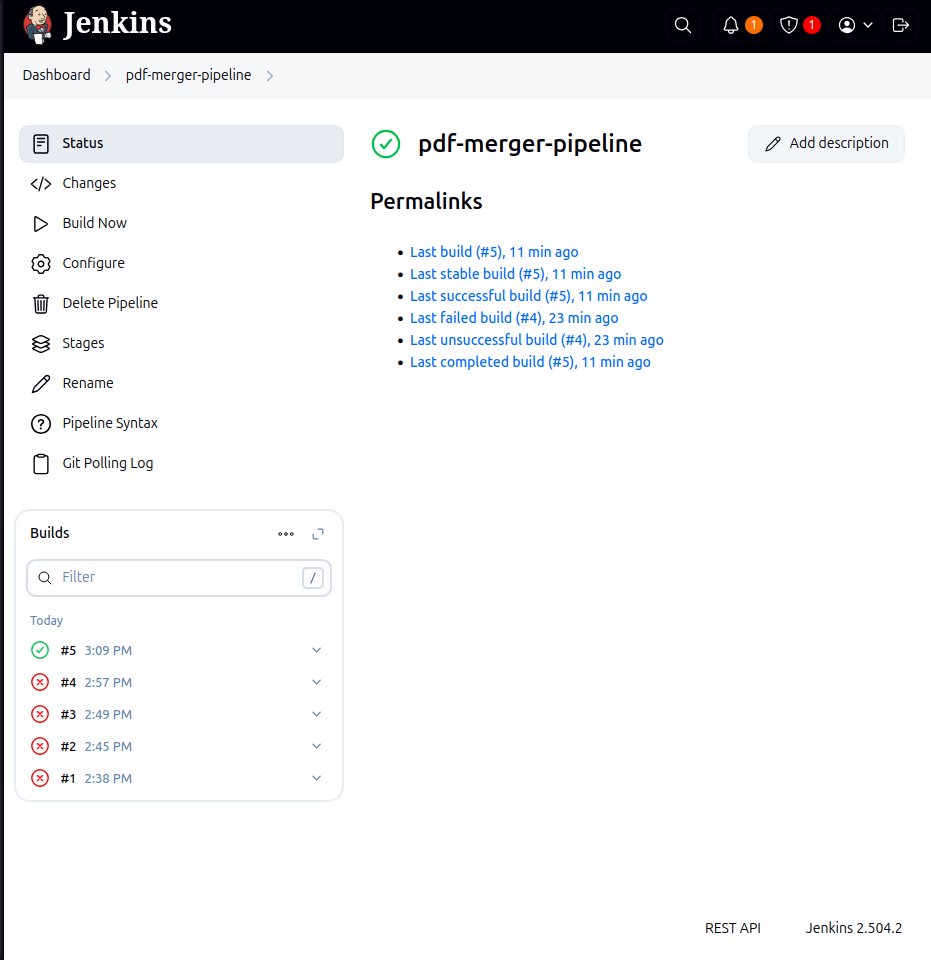 Jenkins
1
1
Dashboard
pdf-merger-pipeline
Status
Changes
Build Now
Configure
Delete Pipeline
Stages
Rename
Pipeline Syntax
Git Polling Log
Builds
Filter
/
Today
#5 3:09 PM
#4 2:57 PM
#3 2:49 PM
#2 2:45 PM
#1 2:38 PM
pdf-merger-pipeline
Add description
Permalinks
Last build (#5), 11 min ago
Last stable build (#5), 11 min ago
Last successful build (#5), 11 min ago
Last failed build (#4), 23 min ago
Last unsuccessful build (#4), 23 min ago
Last completed build (#5), 11 min ago
REST API
Jenkins 2.504.2